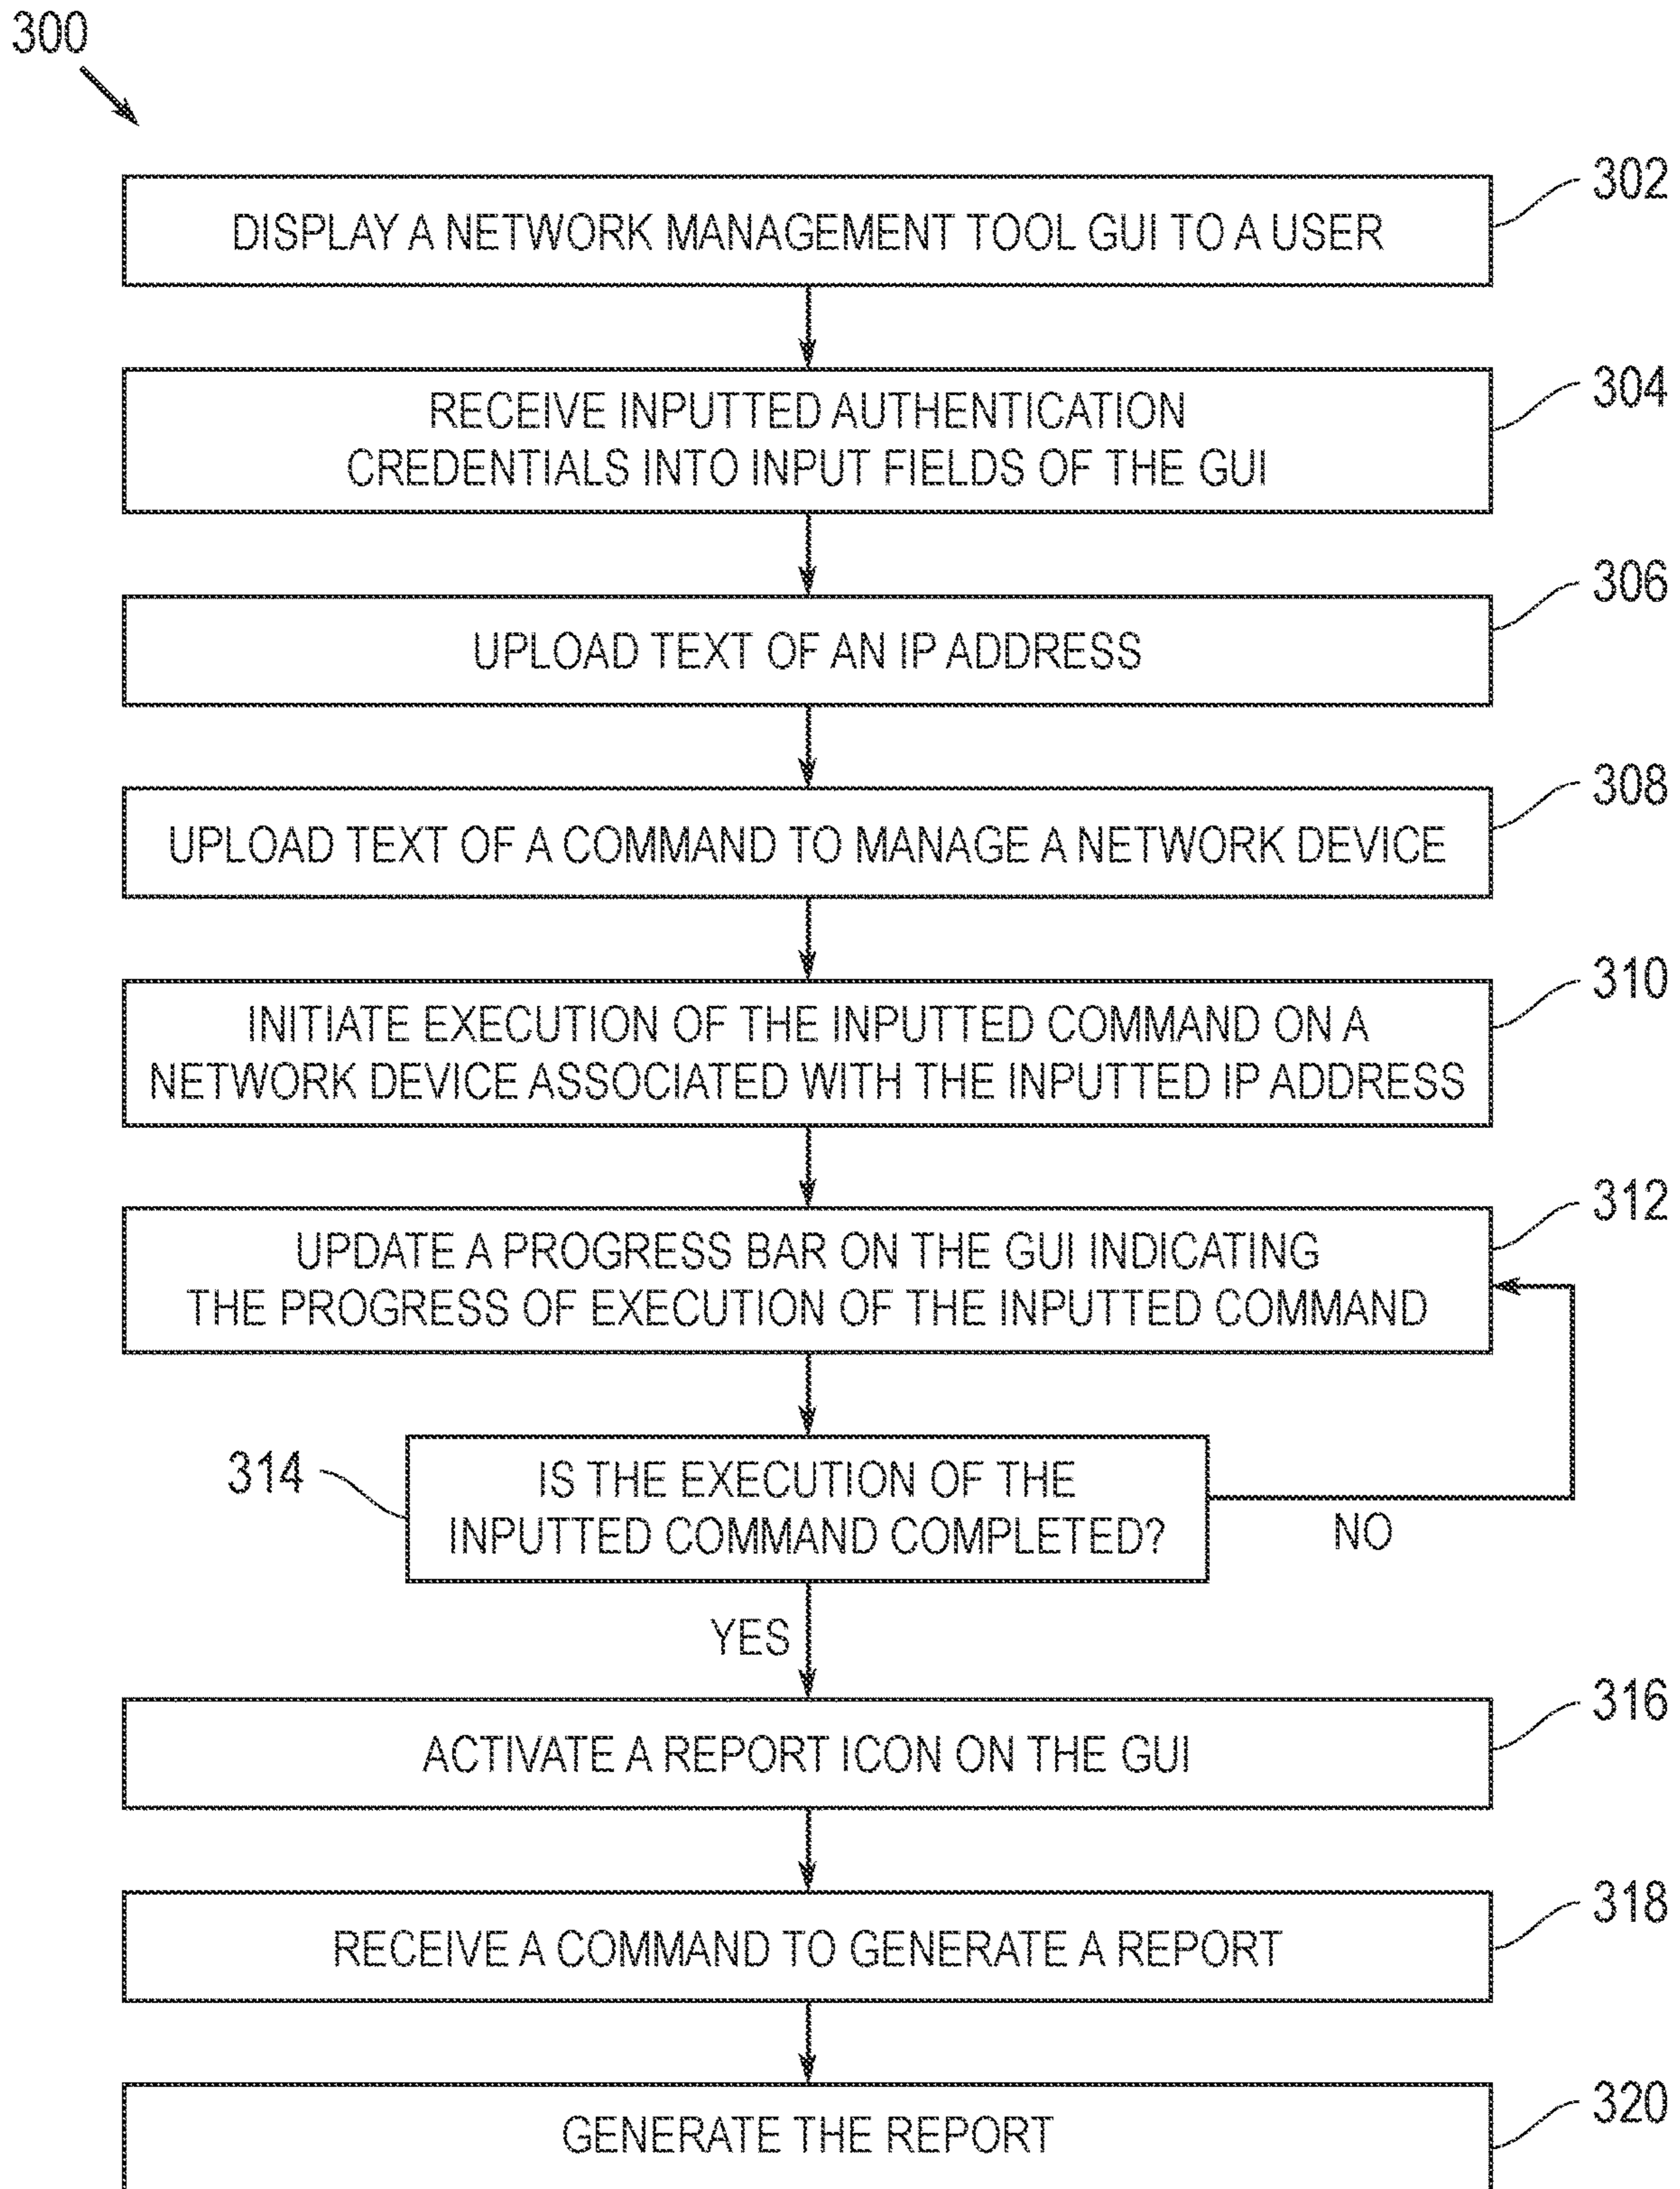 300
302
DISPLAY A NETWORK MANAGEMENT TOOL GUI TO A USER
304
RECEIVE INPUTTED AUTHENTICATION
CREDENTIALS INTO INPUT FIELDS OF THE GUI
306
UPLOAD TEXT OF AN IP ADDRESS
308
UPLOAD TEXT OF A COMMAND TO MANAGE A NETWORK DEVICE
310
INITIATE EXECUTION OF THE INPUTTED COMMAND ON A
NETWORK DEVICE ASSOCIATED WITH THE INPUTTED IP ADDRESS
312
UPDATE A PROGRESS BAR ON THE GUI INDICATING
THE PROGRESS OF EXECUTION OF THE INPUTTED COMMAND
314
IS THE EXECUTION OF THE
INPUTTED COMMAND COMPLETED?
NO
YES
316
ACTIVATE A REPORT ICON ON THE GUI
318
RECEIVE A COMMAND TO GENERATE A REPORT
320
GENERATE THE REPORT